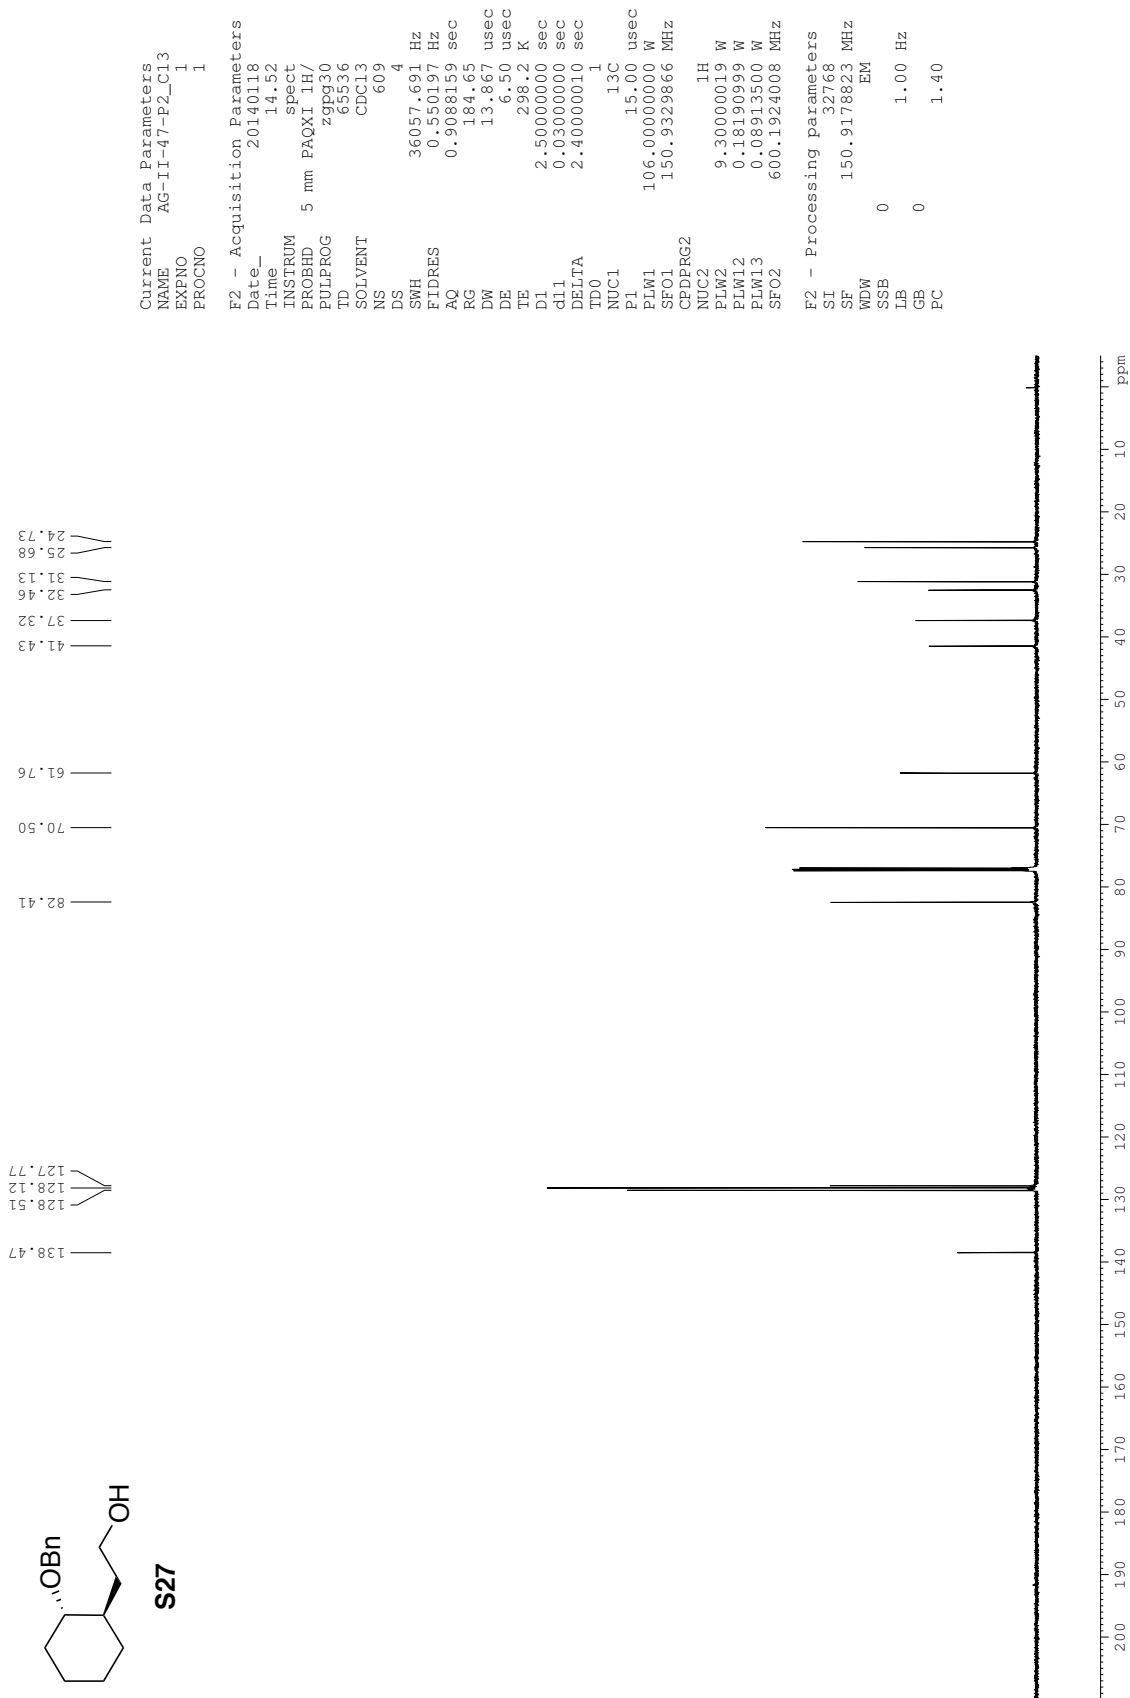 Current Data Parameters
NAME AG-II-47-P2_C13
EXPNO 1
PROCNO 1
F2 - Acquisition Parameters
Date_ 20140118
Time 14.52
INSTRUM spect
PROBHD 5 mm PAQXI 1H/
PULPROG zgpg30
TD 65536
SOLVENT CDCl3
NS 609
DS 4
SWH 36057.691 Hz
FIDRES 0.550197 Hz
AQ 0.9088159 sec
RG 184.65
DW 13.867 usec
DE 6.50 usec
TE 298.2 K
D1 2.50000000 sec
d11 0.03000000 sec
DELTA 2.40000010 sec
TD0 1
NUC1 13C
P1 15.00 usec
PLW1 106.00000000 W
SFO1 150.9329866 MHz
CPDPRG2
NUC2 1H
PLW2 9.30000019 W
PLW12 0.18190999 W
PLW13 0.08913500 W
SFO2 600.1924008 MHz
F2 - Processing parameters
SI 32768
SF 150.9178823 MHz
WDW EM
SSB 0
LB 1.00 Hz
GB 0
PC 1.40
138.47
128.51
128.12
127.77
82.41
70.50
61.76
41.43
37.32
32.46
31.13
25.68
24.73
OBn
OH
S27
200 190 180 170 160 150 140 130 120 110 100 90 80 70 60 50 40 30 20 10 ppm